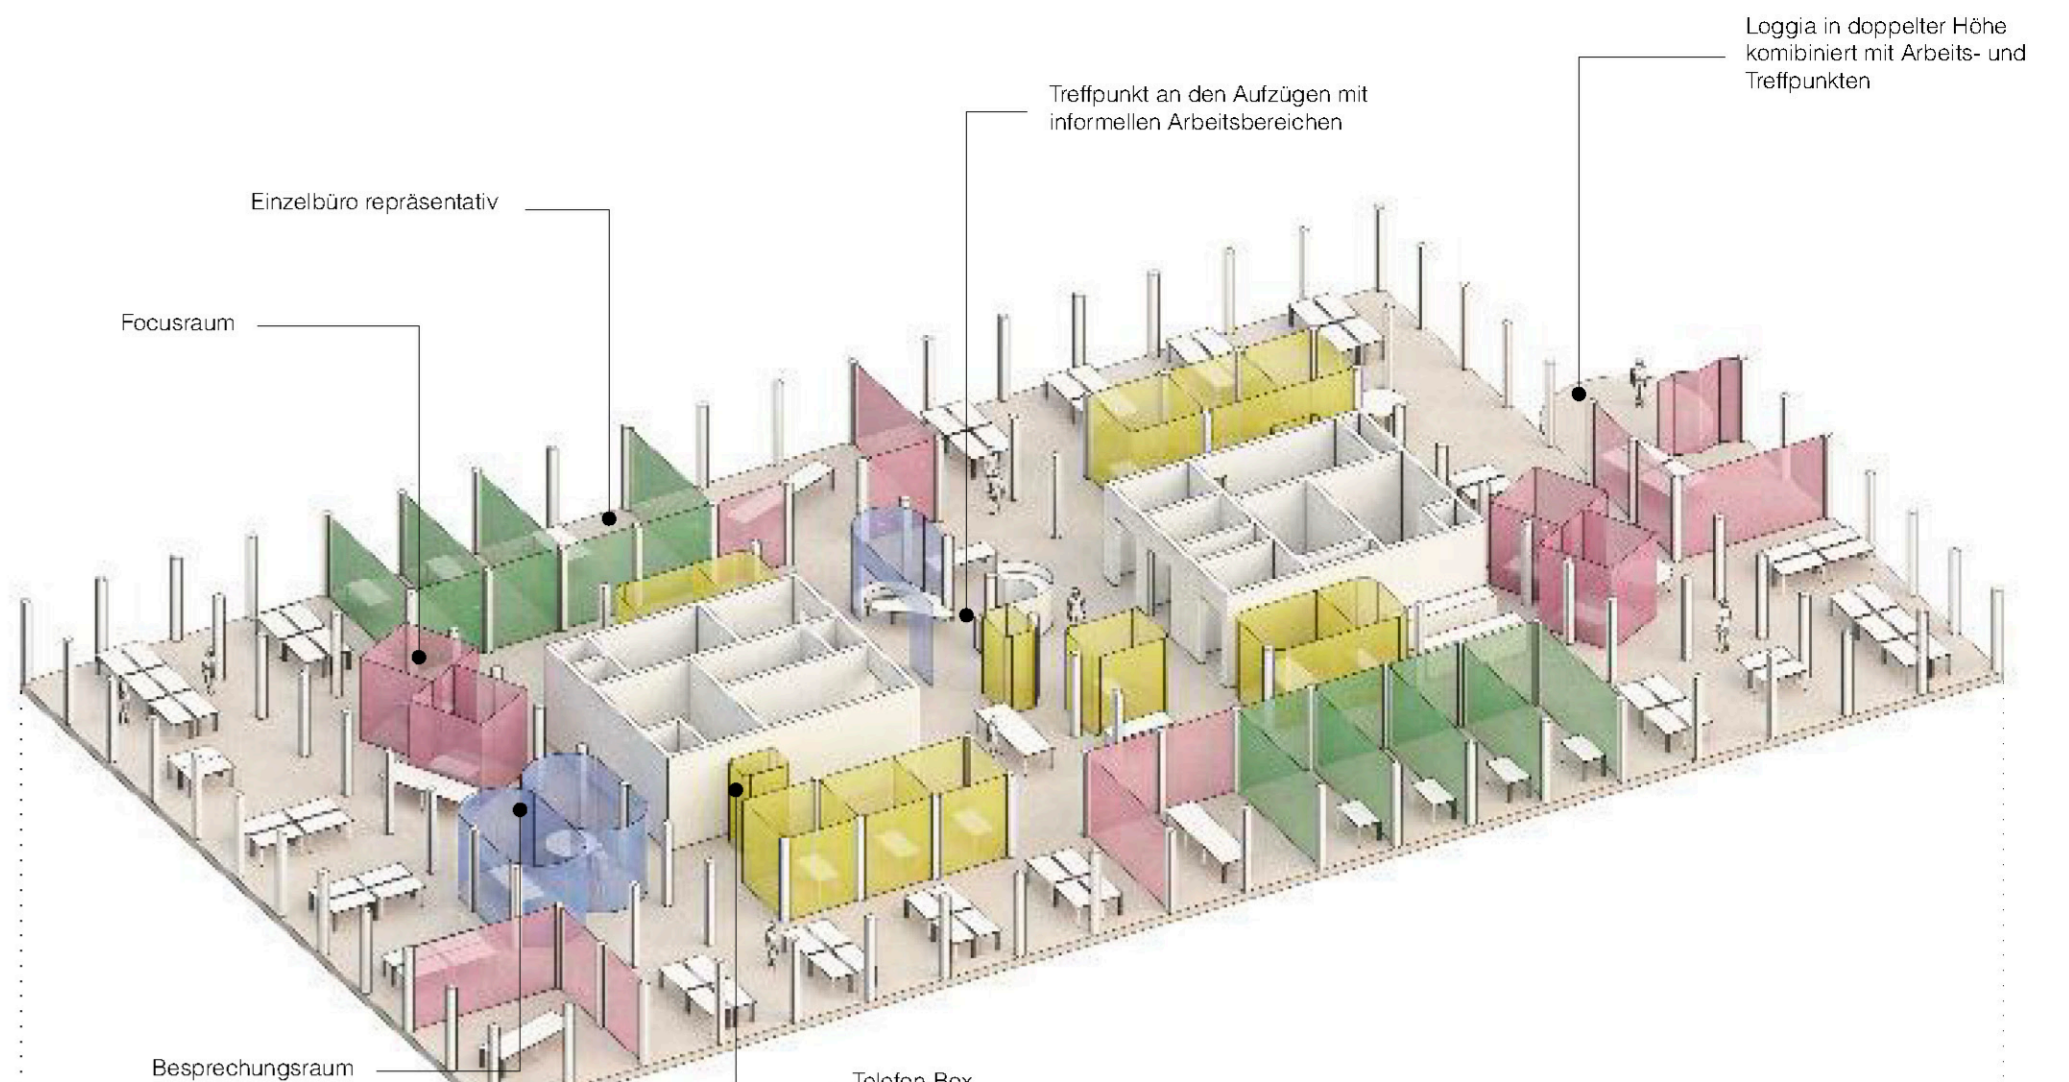 Loggia in doppelter Höhe
komibiniert mit Arbeits- und
Treffpunkten
Treffpunkt an den Aufzügen mit
informellen Arbeitsbereichen
Einzelbüro repräsentativ
Focusraum
Besprechungsraum
Telefon Box